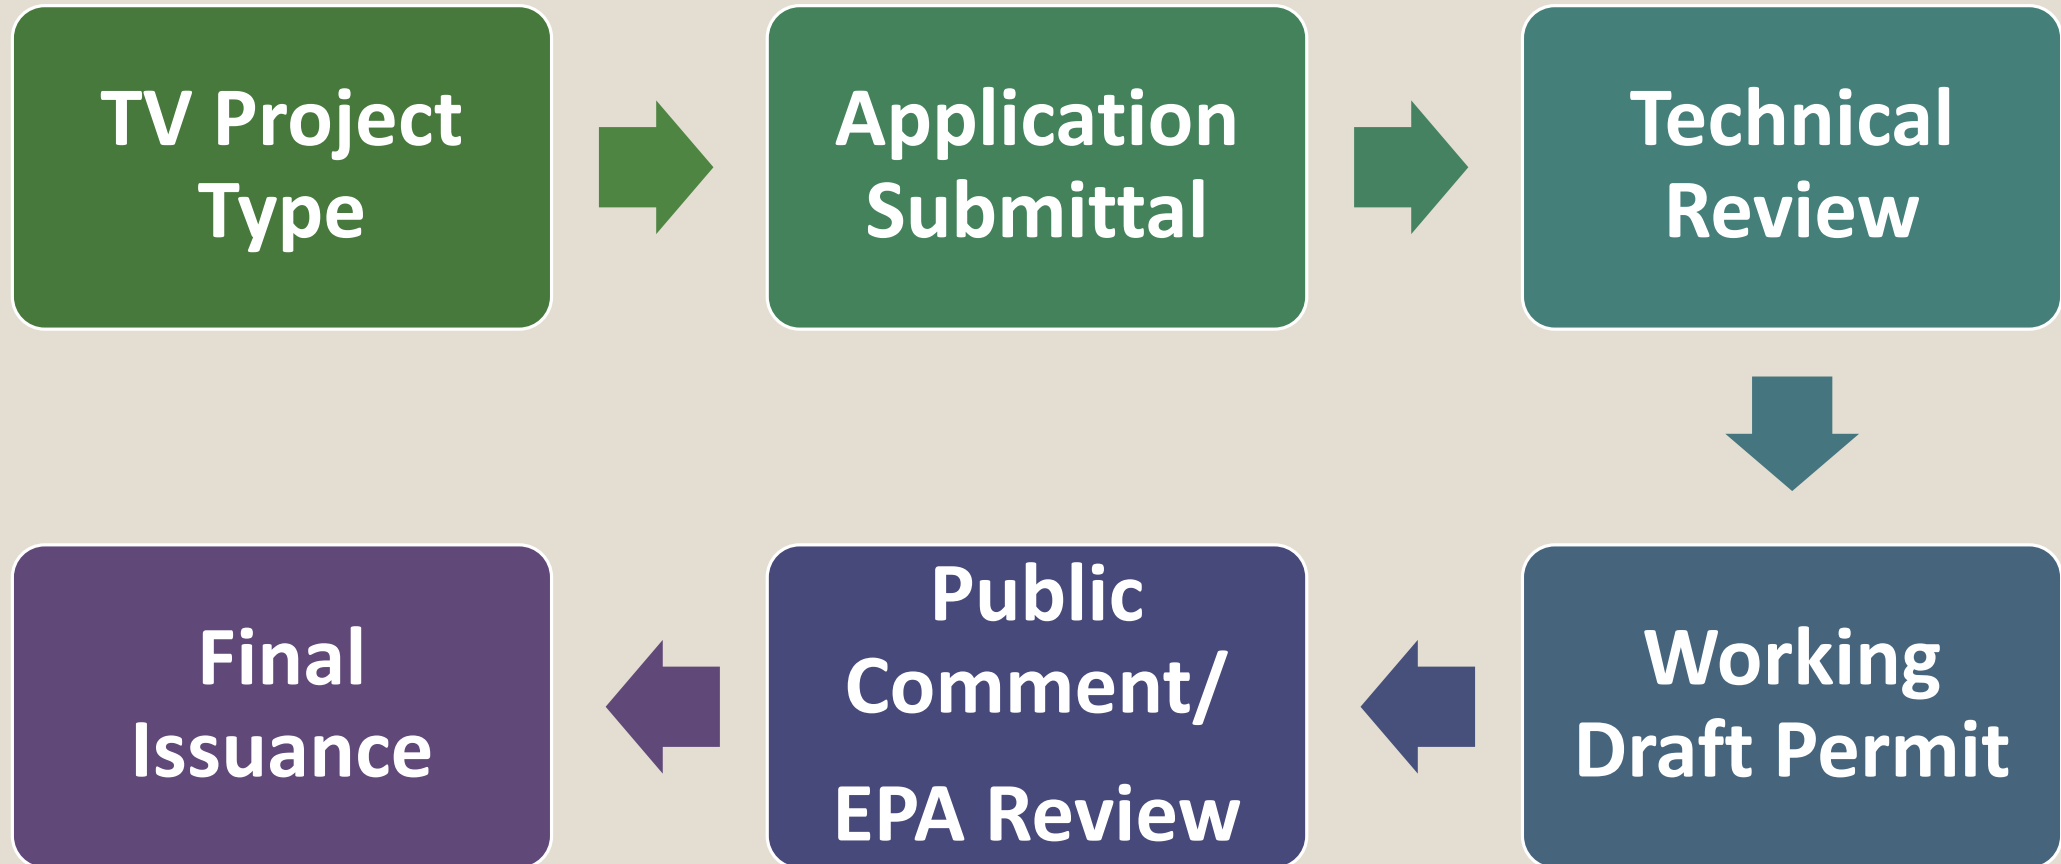 TV Project
Type
Application
Submittal
Technical
Review
Working
Draft Permit
Public
Comment/
EPA Review
Final
Issuance